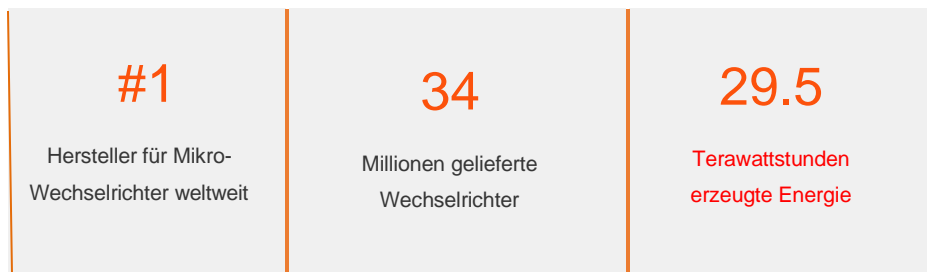 #1
Hersteller für Mikro-
Wechselrichter weltweit
34
Millionen gelieferte
Wechselrichter
29.5
Terawattstunden
erzeugte Energie